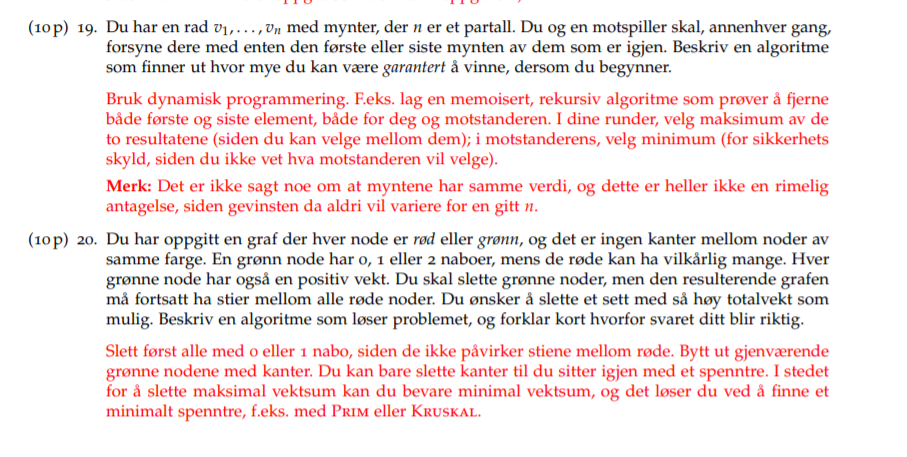 (10 p) 19. Du har en rad v1, . . . , vn med mynter, der n er et partall. Du og en motspiller skal, annenhver gang,
forsyne dere med enten den første eller siste mynten av dem som er igjen. Beskriv en algoritme
som finner ut hvor mye du kan være garantert å vinne, dersom du begynner.
Bruk dynamisk programmering. F.eks. lag en memoisert, rekursiv algoritme som prøver å fjerne
både første og siste element, både for deg og motstanderen. I dine runder, velg maksimum av de
to resultatene (siden du kan velge mellom dem); i motstanderens, velg minimum (for sikkerhets
skyld, siden du ikke vet hva motstanderen vil velge).
Merk: Det er ikke sagt noe om at myntene har samme verdi, og dette er heller ikke en rimelig
antagelse, siden gevinsten da aldri vil variere for en gitt n.
(10 p) 20. Du har oppgitt en graf der hver node er rød eller grønn, og det er ingen kanter mellom noder av
samme farge. En grønn node har 0, 1 eller 2 naboer, mens de røde kan ha vilkårlig mange. Hver
grønne node har også en positiv vekt. Du skal slette grønne noder, men den resulterende grafen
må fortsatt ha stier mellom alle røde noder. Du ønsker å slette et sett med så høy totalvekt som
mulig. Beskriv en algoritme som løser problemet, og forklar kort hvorfor svaret ditt blir riktig.
Slett først alle med 0 eller 1 nabo, siden de ikke påvirker stiene mellom røde. Bytt ut gjenværende
grønne nodene med kanter. Du kan bare slette kanter til du sitter igjen med et spenntre. I stedet
for å slette maksimal vektsum kan du bevare minimal vektsum, og det løser du ved å finne et
minimalt spenntre, f.eks. med PRIM eller KRUSKAL.